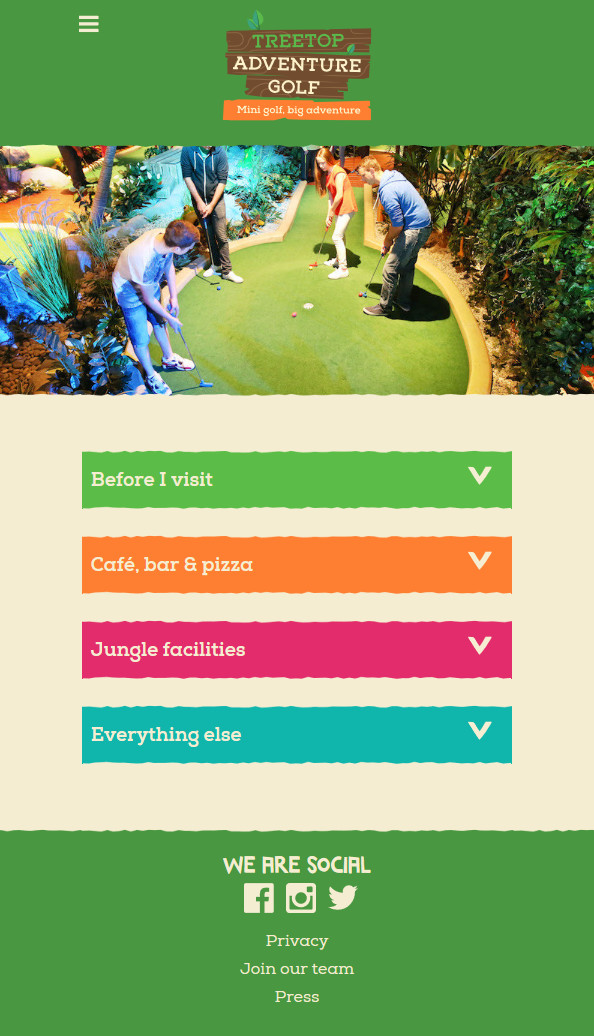 TREETOP
ADVENTURE
GOLF
Mini golf, big adventure
Before I visit
Café, bar & pizza
Jungle facilities
Everything else
WE ARE SOCIAL
Privacy
Join our team
Press